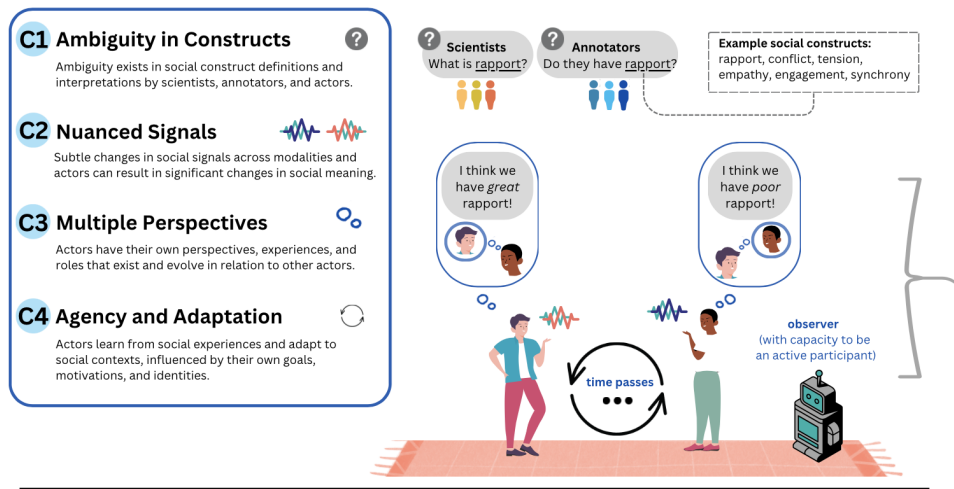 C1 Ambiguity in Constructs ?
Ambiguity exists in social construct definitions and
interpretations by scientists, annotators, and actors.
C2 Nuanced Signals
Subtle changes in social signals across modalities and
actors can result in significant changes in social meaning.
C3 Multiple Perspectives
Actors have their own perspectives, experiences, and
roles that exist and evolve in relation to other actors.
C4 Agency and Adaptation
Actors learn from social experiences and adapt to
social contexts, influenced by their own goals,
motivations, and identities.
?
Scientists
What is rapport?
?
Annotators
Do they have rapport?
Example social constructs:
rapport, conflict, tension,
empathy, engagement, synchrony
I think we
have great
rapport!
I think we
have poor
rapport!
time passes
observer
(with capacity to be
an active participant)